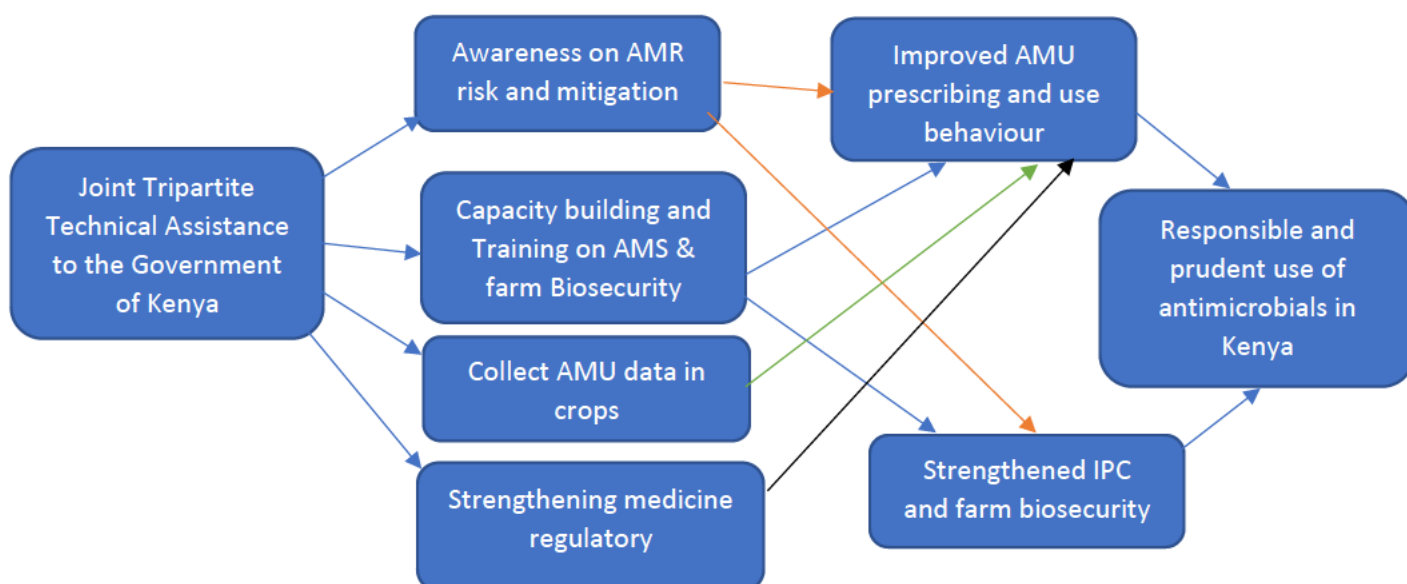 Joint Tripartite
Technical Assistance
to the Government
of Kenya
Awareness on AMR
risk and mitigation
Capacity building and
Training on AMS &
farm Biosecurity
Collect AMU data in
crops
Strengthening medicine
regulatory
Improved AMU
prescribing and use
behaviour
Strengthened IPC
and farm biosecurity
Responsible and
prudent use of
antimicrobials in
Kenya